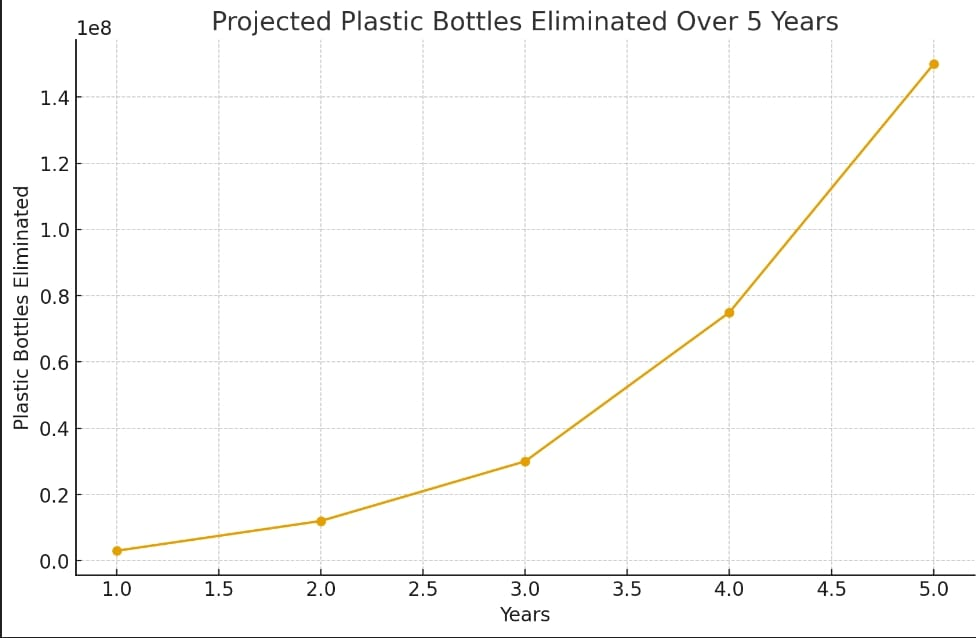 Projected Plastic Bottles Eliminated Over 5 Years
1e8
1.4
1.2
1.0
0.8
0.6
0.4
0.2
0.0
Plastic Bottles Eliminated
1.0 1.5 2.0 2.5 3.0 3.5 4.0 4.5 5.0
Years